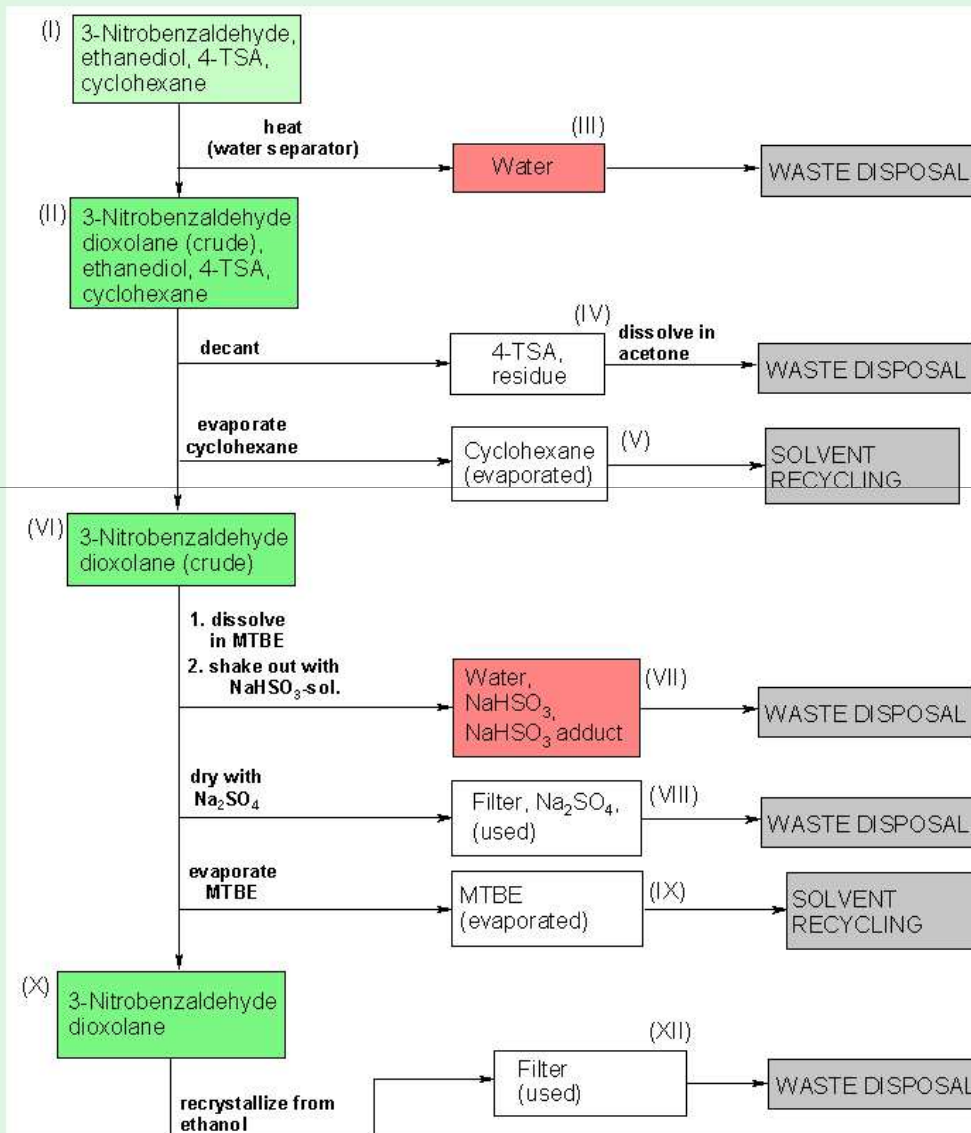 (I)
3-Nitrobenzaldehyde,
ethanediol, 4-TSA,
cyclohexane
heat
(water separator)
(III)
Water
WASTE DISPOSAL
(II)
3-Nitrobenzaldehyde
dioxolane (crude),
ethanediol, 4-TSA,
cyclohexane
decant
(IV)
4-TSA,
residue
dissolve in
acetone
WASTE DISPOSAL
evaporate
cyclohexane
Cyclohexane
(evaporated)
(V)
SOLVENT
RECYCLING
(VI)
3-Nitrobenzaldehyde
dioxolane (crude)
1. dissolve
in MTBE
2. shake out with
NaHSO₃-sol.
Water,
NaHSO₃,
NaHSO₃ adduct
(VII)
WASTE DISPOSAL
dry with
Na₂SO₄
Filter, Na₂SO₄,
(used)
(VIII)
WASTE DISPOSAL
evaporate
MTBE
MTBE
(evaporated)
(IX)
SOLVENT
RECYCLING
(X)
3-Nitrobenzaldehyde
dioxolane
(XII)
Filter
(used)
WASTE DISPOSAL
recrystallize from
ethanol